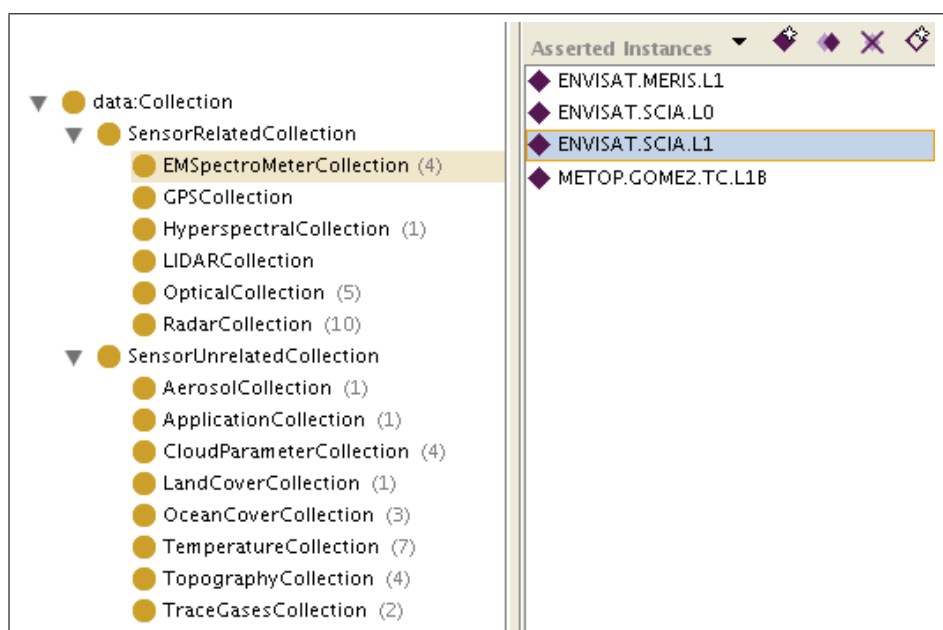 data:Collection
SensorRelatedCollection
EMSpectroMeterCollection (4)
GPSCollection
HyperspectralCollection (1)
LIDARCollection
OpticalCollection (5)
RadarCollection (10)
SensorUnrelatedCollection
AerosolCollection (1)
ApplicationCollection (1)
CloudParameterCollection (4)
LandCoverCollection (1)
OceanCoverCollection (3)
TemperatureCollection (7)
TopographyCollection (4)
TraceGasesCollection (2)
Asserted Instances
ENVISAT.MERIS.L1
ENVISAT.SCIA.L0
ENVISAT.SCIA.L1
METOP.GOME2.TC.L1B